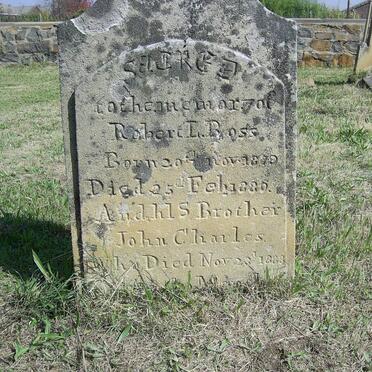 SACRED
to the memory of
Robert L. Ross.
Born 20th Nov. 1879
Died 25th Feb. 1880.
And his Brother
John Charles.
Who Died Nov. 1883